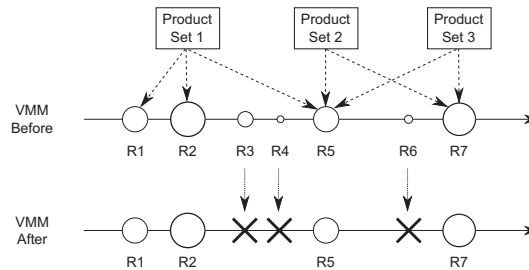 Product Set 1
Product Set 2
Product Set 3
VMM Before
R1 R2 R3 R4 R5 R6 R7
VMM After
R1 R2 R5 R7